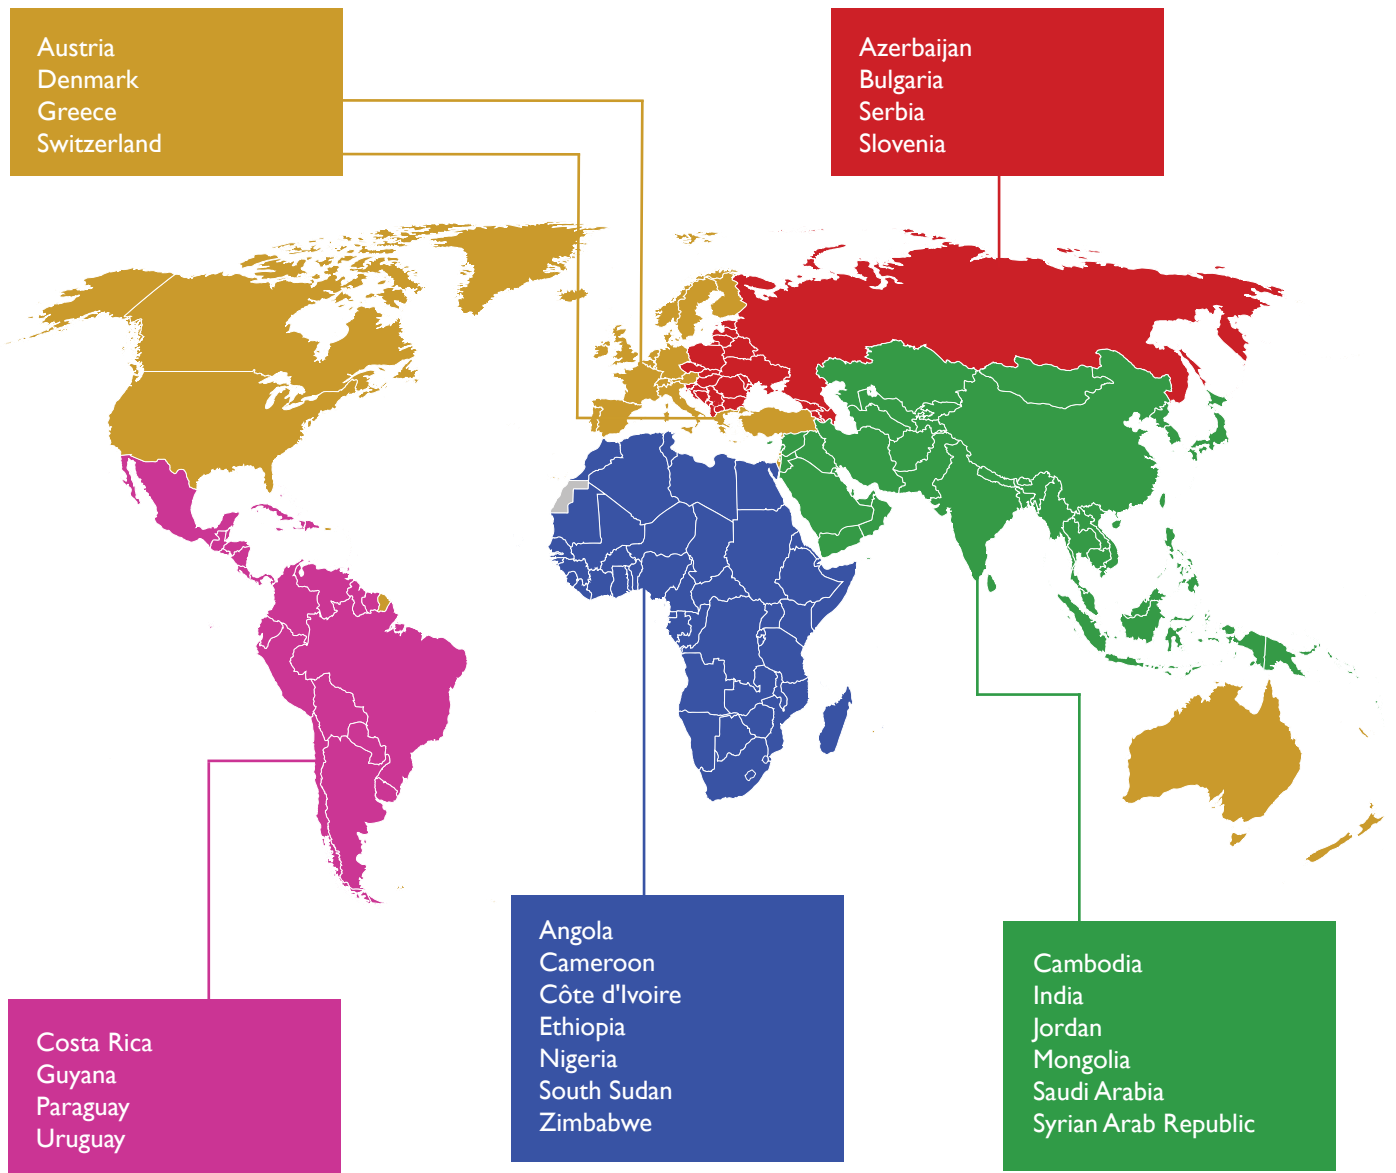 Austria
Denmark
Greece
Switzerland
Azerbaijan
Bulgaria
Serbia
Slovenia
Costa Rica
Guyana
Paraguay
Uruguay
Angola
Cameroon
Côte d'Ivoire
Ethiopia
Nigeria
South Sudan
Zimbabwe
Cambodia
India
Jordan
Mongolia
Saudi Arabia
Syrian Arab Republic